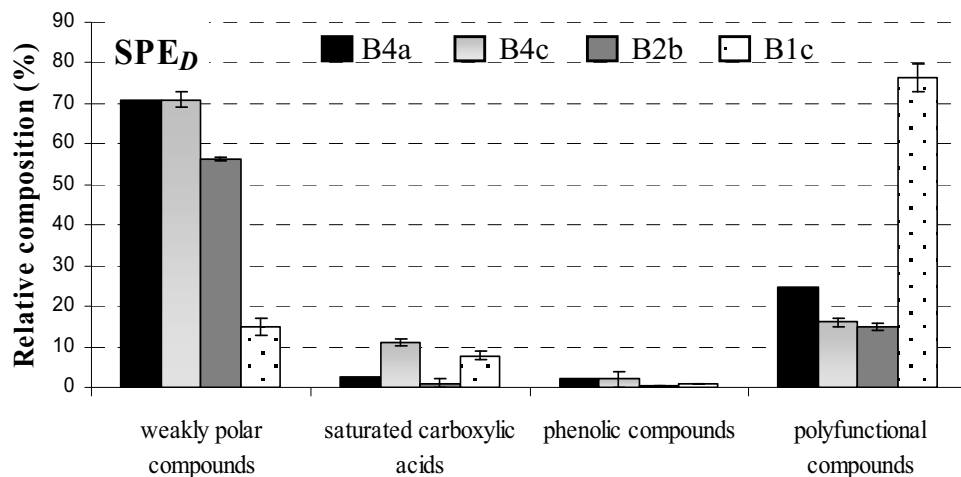 SPED
B4a B4c B2b B1c
Relative composition (%)
90
80
70
60
50
40
30
20
10
0
weakly polar
compounds
saturated carboxylic
acids
phenolic compounds
polyfunctional
compounds